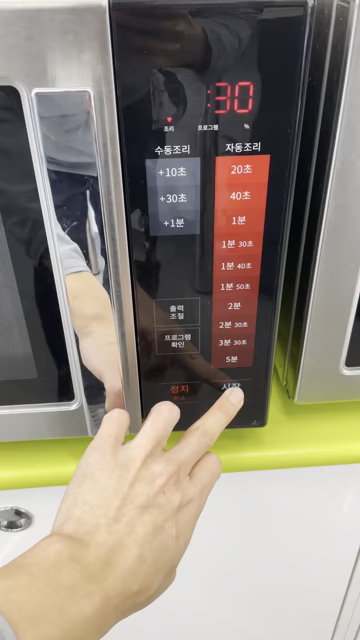 :30
조리
프로그램
%
수동조리
자동조리
+10초
+30초
+1분
20초
40초
1분
1분 30초
1분 40초
1분 50초
2분
2분 30초
3분 30초
5분
출력
조절
프로그램
확인
정지
취소
시작